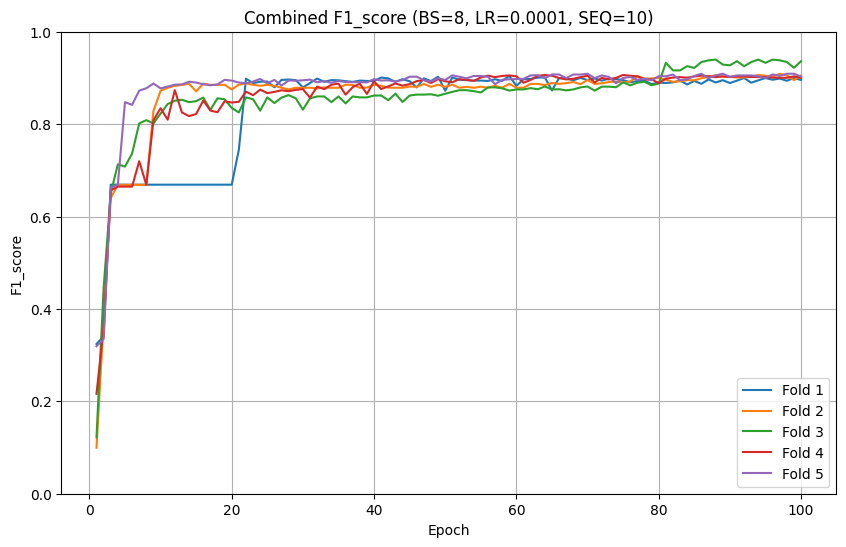 Combined F1_score (BS=8, LR=0.0001, SEQ=10)
1.0
0.8
0.6
0.4
0.2
0.0
F1_score
0 20 40 60 80 100
Epoch
Fold 1
Fold 2
Fold 3
Fold 4
Fold 5